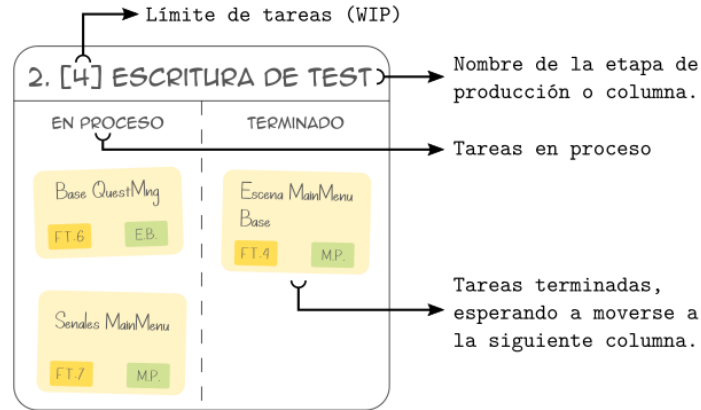 Límite de tareas (WIP)
2. [4] ESCRITURA DE TEST
Nombre de la etapa de
producción o columna.
EN PROCESO
TERMINADO
Tareas en proceso
Base QuestMng
FT.6
E.B.
Escena MainMenu
Base
FT.4
M.P.
Tareas terminadas,
esperando a moverse a
la siguiente columna.
Senales MainMenu
FT.7
M.P.